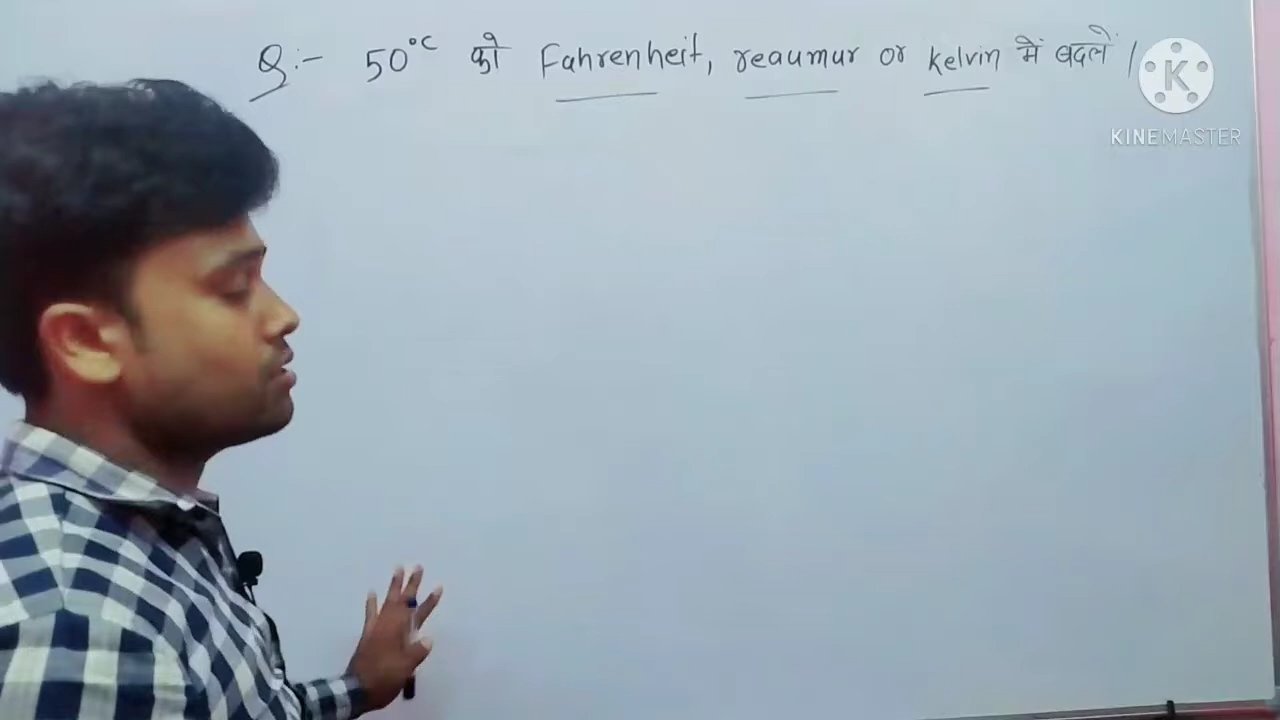 Q:- 50°C को Fahrenheit, reaumur or kelvin में बदलें।
K
KINEMASTER